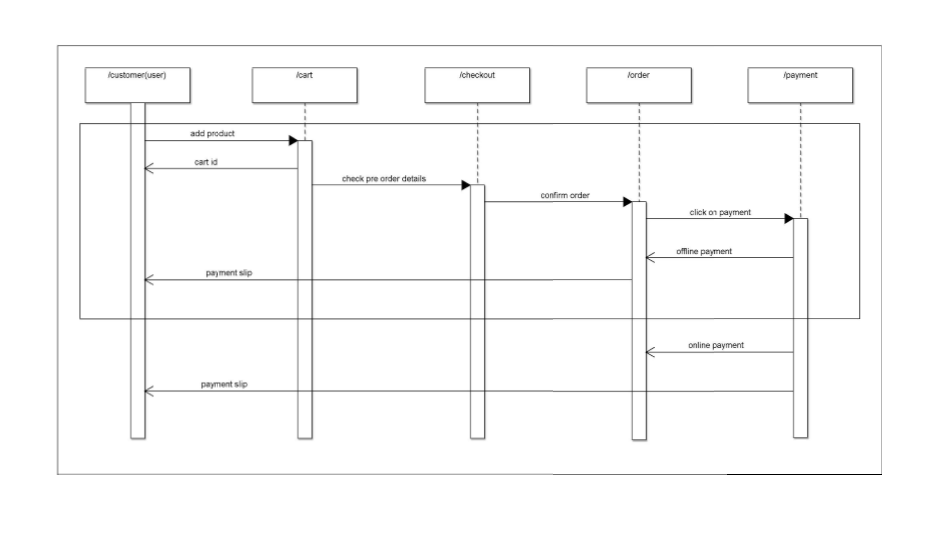 /customer(user)
/cart
/checkout
/order
/payment
add product
cart id
check pre order details
confirm order
click on payment
offline payment
payment slip
online payment
payment slip